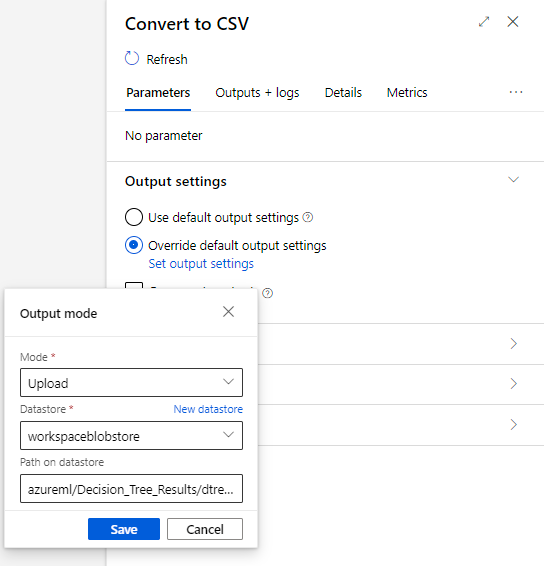 Convert to CSV
Refresh
Parameters Outputs + logs Details Metrics ...
No parameter
Output settings
Use default output settings
Override default output settings
Set output settings
Output mode
Mode *
Upload
Datastore * New datastore
workspaceblobstore
Path on datastore
azureml/Decision_Tree_Results/dtre...
Save Cancel